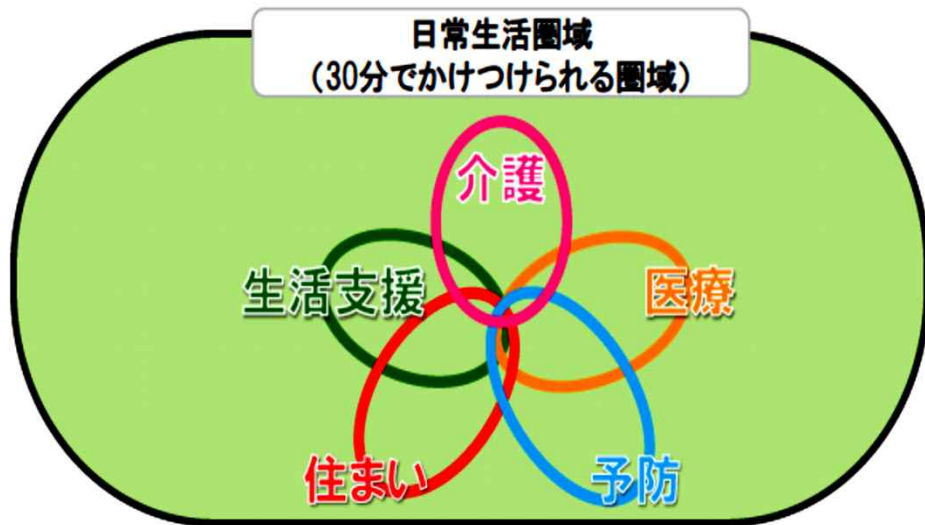 日常生活圏域
（30分でかけつけられる圏域）
介護
生活支援
医療
住まい
予防